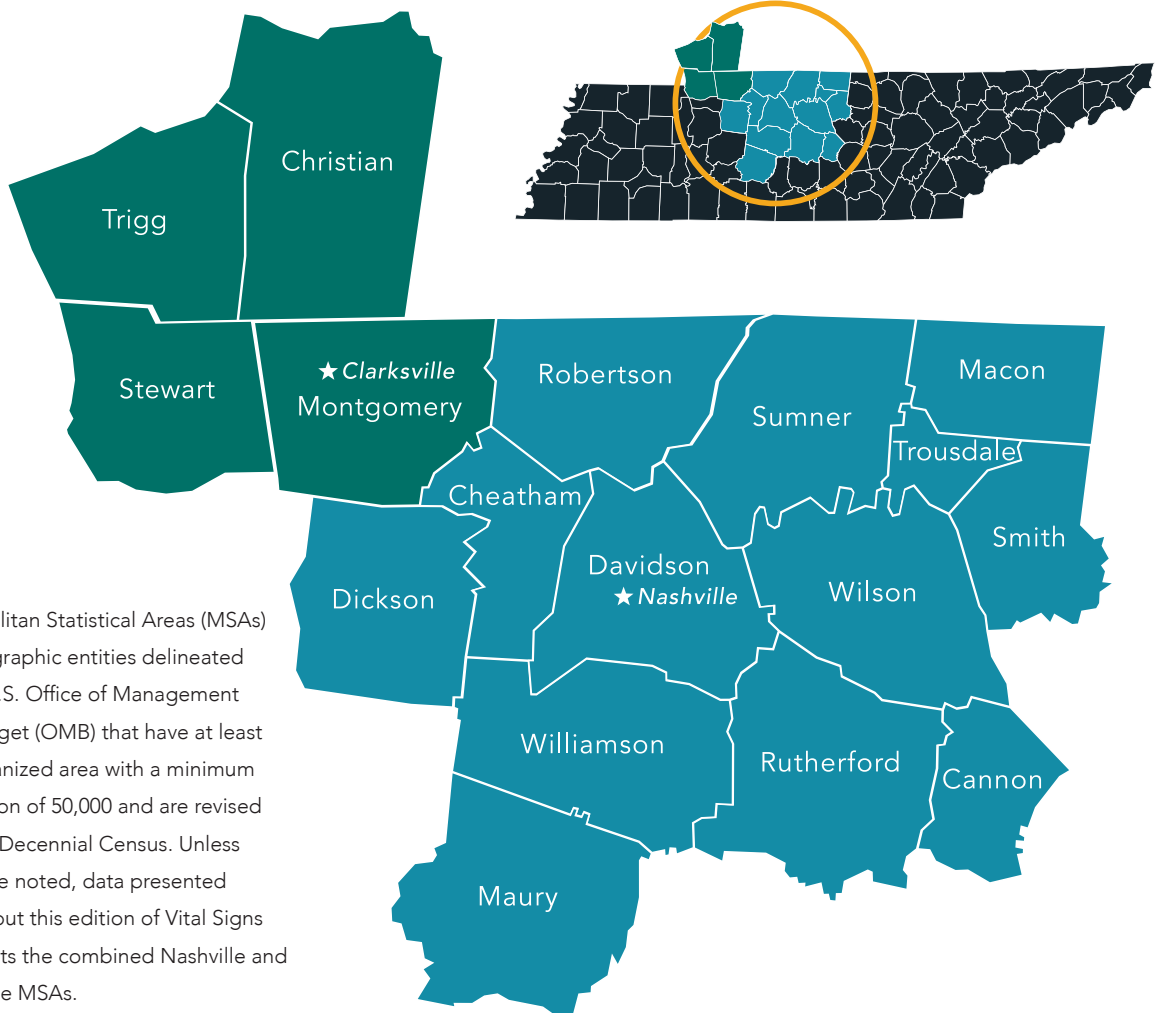 Christian
Trigg
Stewart
Clarksville
Montgomery
Robertson
Sumner
Macon
Trousdale
Cheatham
Smith
Dickson
Davidson
Nashville
Wilson
Williamson
Rutherford
Cannon
Maury
litan Statistical Areas (MSAs)
graphic entities delineated
.S. Office of Management
get (OMB) that have at least
anized area with a minimum
on of 50,000 and are revised
Decennial Census. Unless
e noted, data presented
out this edition of Vital Signs
ts the combined Nashville and
e MSAs.